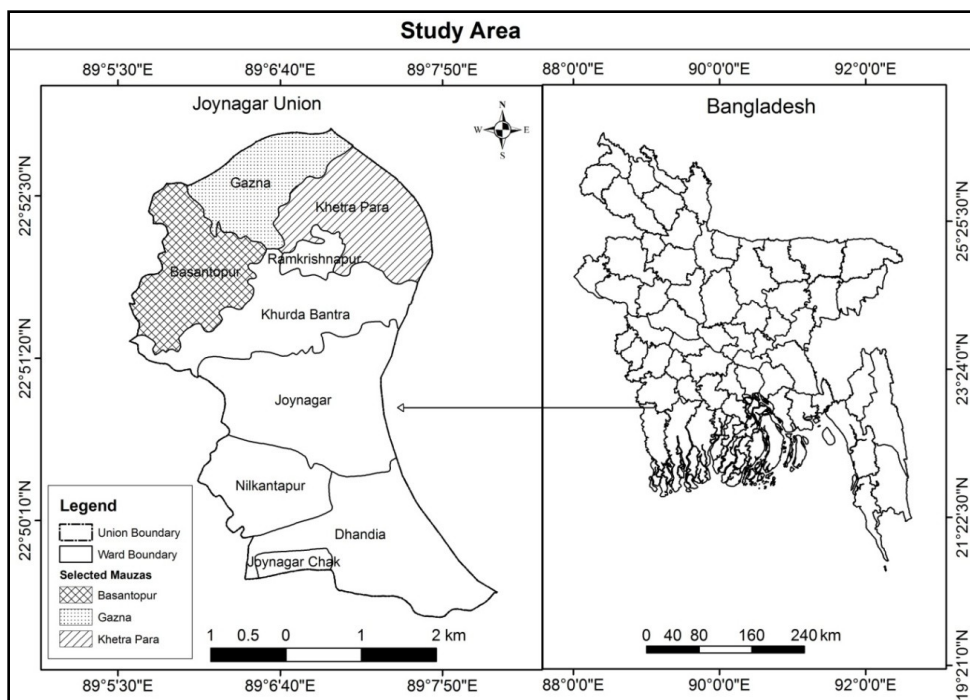 Study Area
89°5'30"E 89°6'40"E 89°7'50"E
88°0'0"E 90°0'0"E 92°0'0"E
Joynagar Union
Bangladesh
N
W E
S
22°52'30"N
22°51'20"N
22°50'10"N
Gazna
Khetra Para
Ramkrishnapur
Basantopur
Khurda Bantra
Joynagar
Nilkantapur
Dhandia
Joynagar Chak
25°25'30"N
23°24'0"N
21°22'30"N
19°21'0"N
Legend
Union Boundary
Ward Boundary
Selected Mauzas
Basantopur
Gazna
Khetra Para
1 0.5 0 1 2 km
0 40 80 160 240 km
89°5'30"E 89°6'40"E 89°7'50"E
88°0'0"E 90°0'0"E 92°0'0"E